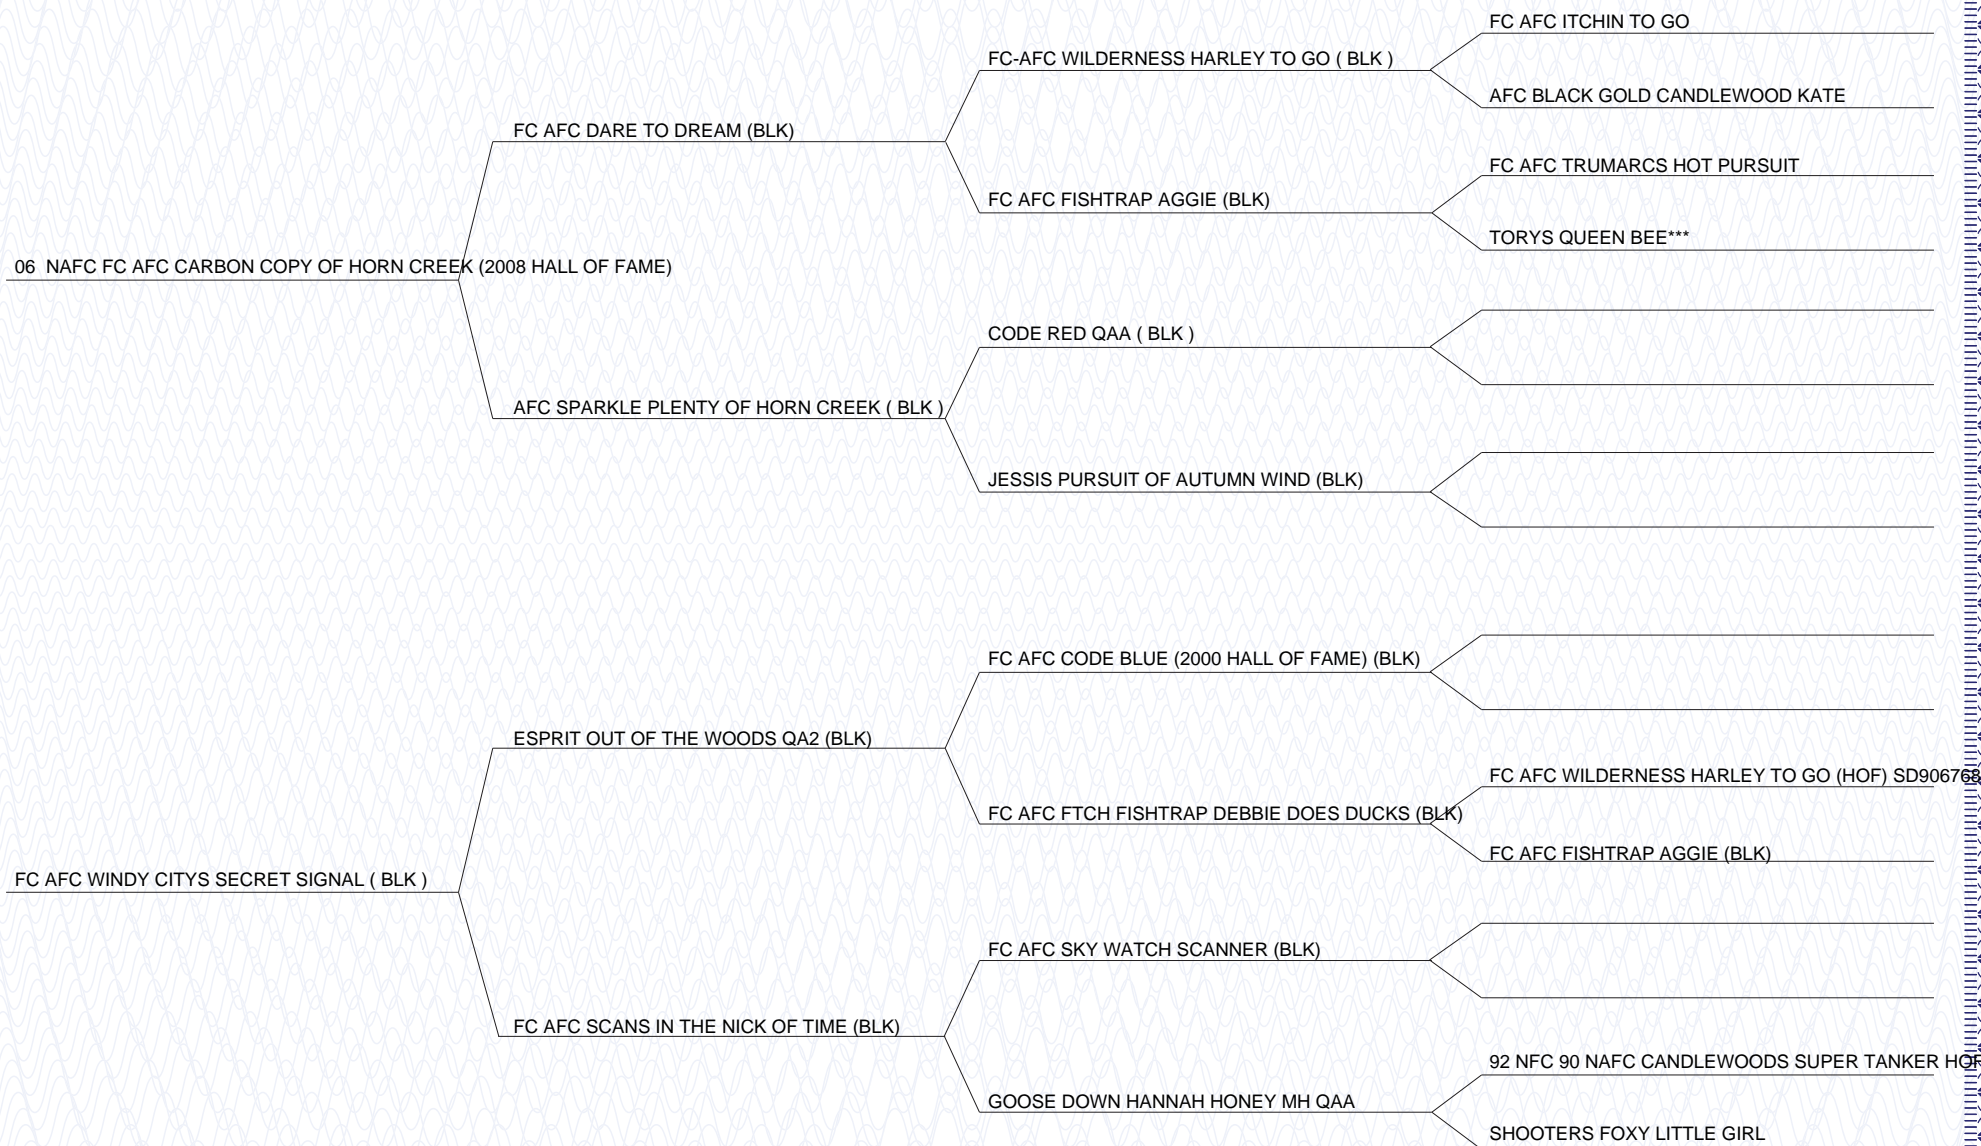 FC AFC ITCHIN TO GO
FC-AFC WILDERNESS HARLEY TO GO ( BLK )
AFC BLACK GOLD CANDLEWOOD KATE
FC AFC DARE TO DREAM (BLK)
FC AFC TRUMARCS HOT PURSUIT
FC AFC FISHTRAP AGGIE (BLK)
TORYS QUEEN BEE***
06 NAFC FC AFC CARBON COPY OF HORN CREEK (2008 HALL OF FAME)
CODE RED QAA ( BLK )
AFC SPARKLE PLENTY OF HORN CREEK ( BLK )
JESSIS PURSUIT OF AUTUMN WIND (BLK)
FC AFC CODE BLUE (2000 HALL OF FAME) (BLK)
ESPRIT OUT OF THE WOODS QA2 (BLK)
FC AFC WILDERNESS HARLEY TO GO (HOF) SD906768
FC AFC FTCH FISHTRAP DEBBIE DOES DUCKS (BLK)
FC AFC FISHTRAP AGGIE (BLK)
FC AFC WINDY CITYS SECRET SIGNAL ( BLK )
FC AFC SKY WATCH SCANNER (BLK)
FC AFC SCANS IN THE NICK OF TIME (BLK)
92 NFC 90 NAFC CANDLEWOODS SUPER TANKER HOF
GOOSE DOWN HANNAH HONEY MH QAA
SHOOTERS FOXY LITTLE GIRL